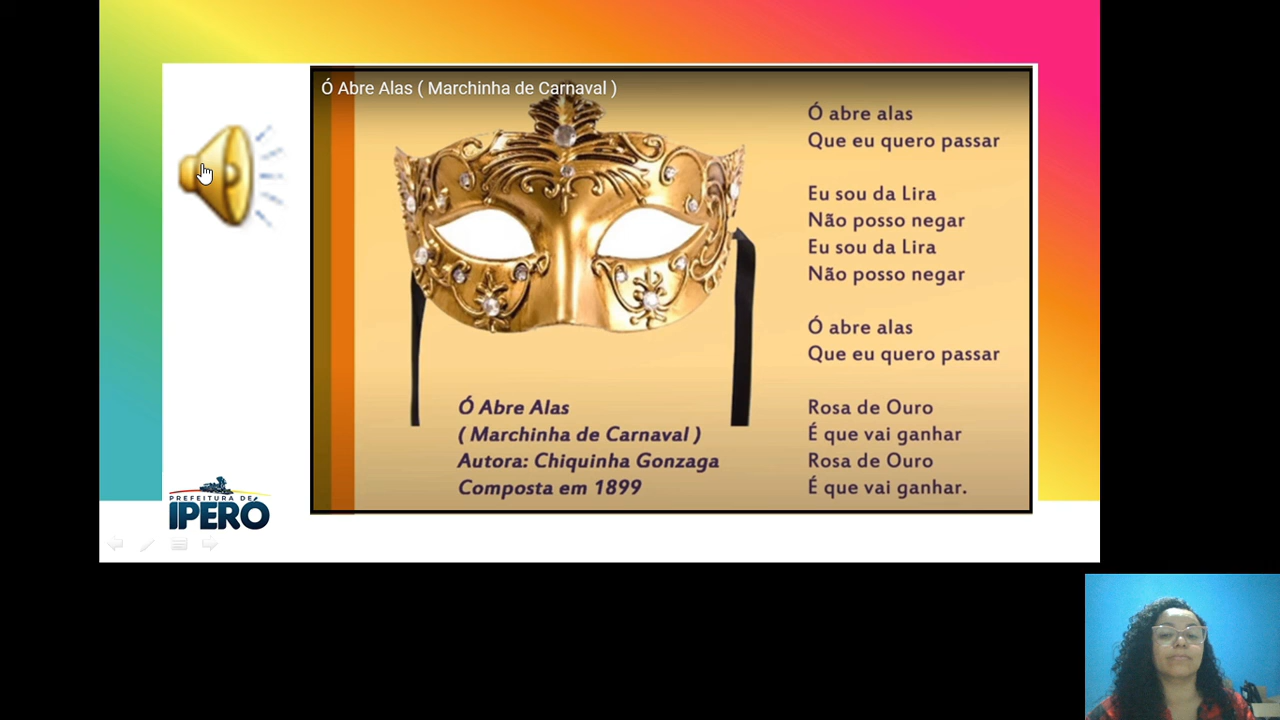 Ó Abre Alas ( Marchinha de Carnaval )
Ó abre alas
Que eu quero passar
Eu sou da Lira
Não posso negar
Eu sou da Lira
Não posso negar
Ó abre alas
Que eu quero passar
Rosa de Ouro
É que vai ganhar
Rosa de Ouro
É que vai ganhar.
Ó Abre Alas
( Marchinha de Carnaval )
Autora: Chiquinha Gonzaga
Composta em 1899
PREFEITURA DE
IPERÓ